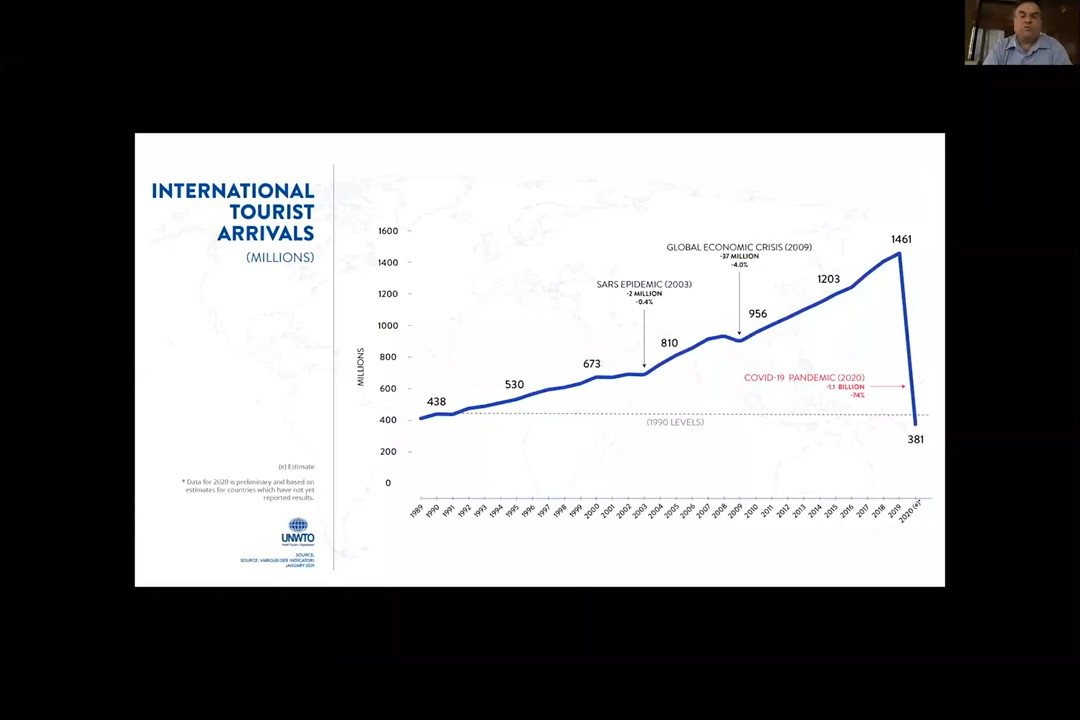 INTERNATIONAL
TOURIST
ARRIVALS
(MILLIONS)
(e) Estimate
* Data for 2020 is preliminary and based on
estimates for countries which have not yet
reported results.
UNWTO
SOURCE:
JANUARY 2021
MILLIONS
1600
1400
1200
1000
800
600
400
200
0
438
530
673
810
956
1203
1461
381
SARS EPIDEMIC (2003)
-2 MILLION
-0.4%
GLOBAL ECONOMIC CRISIS (2009)
-37 MILLION
-4.0%
COVID-19 PANDEMIC (2020)
-1.1 BILLION
-74%
(1990 LEVELS)
1989
1990
1991
1992
1993
1994
1995
1996
1997
1998
1999
2000
2001
2002
2003
2004
2005
2006
2007
2008
2009
2010
2011
2012
2013
2014
2015
2016
2017
2018
2019
2020 (e)*